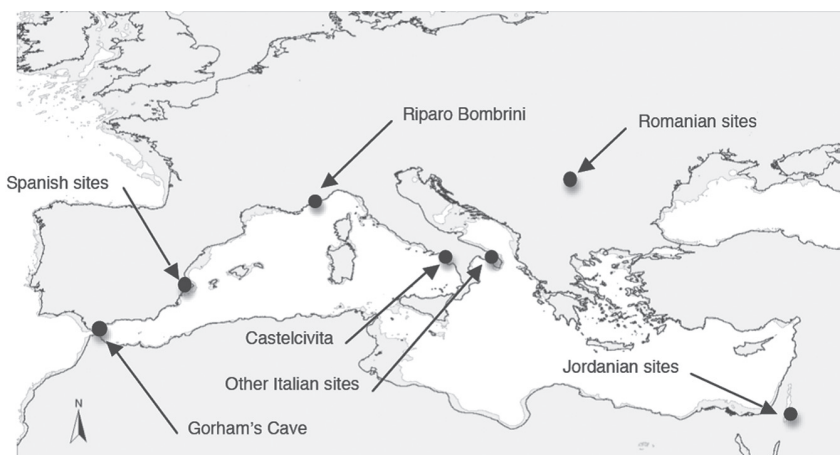 Riparo Bombrini
Romanian sites
Spanish sites
Castelcivita
Jordanian sites
Other Italian sites
N
Gorham's Cave